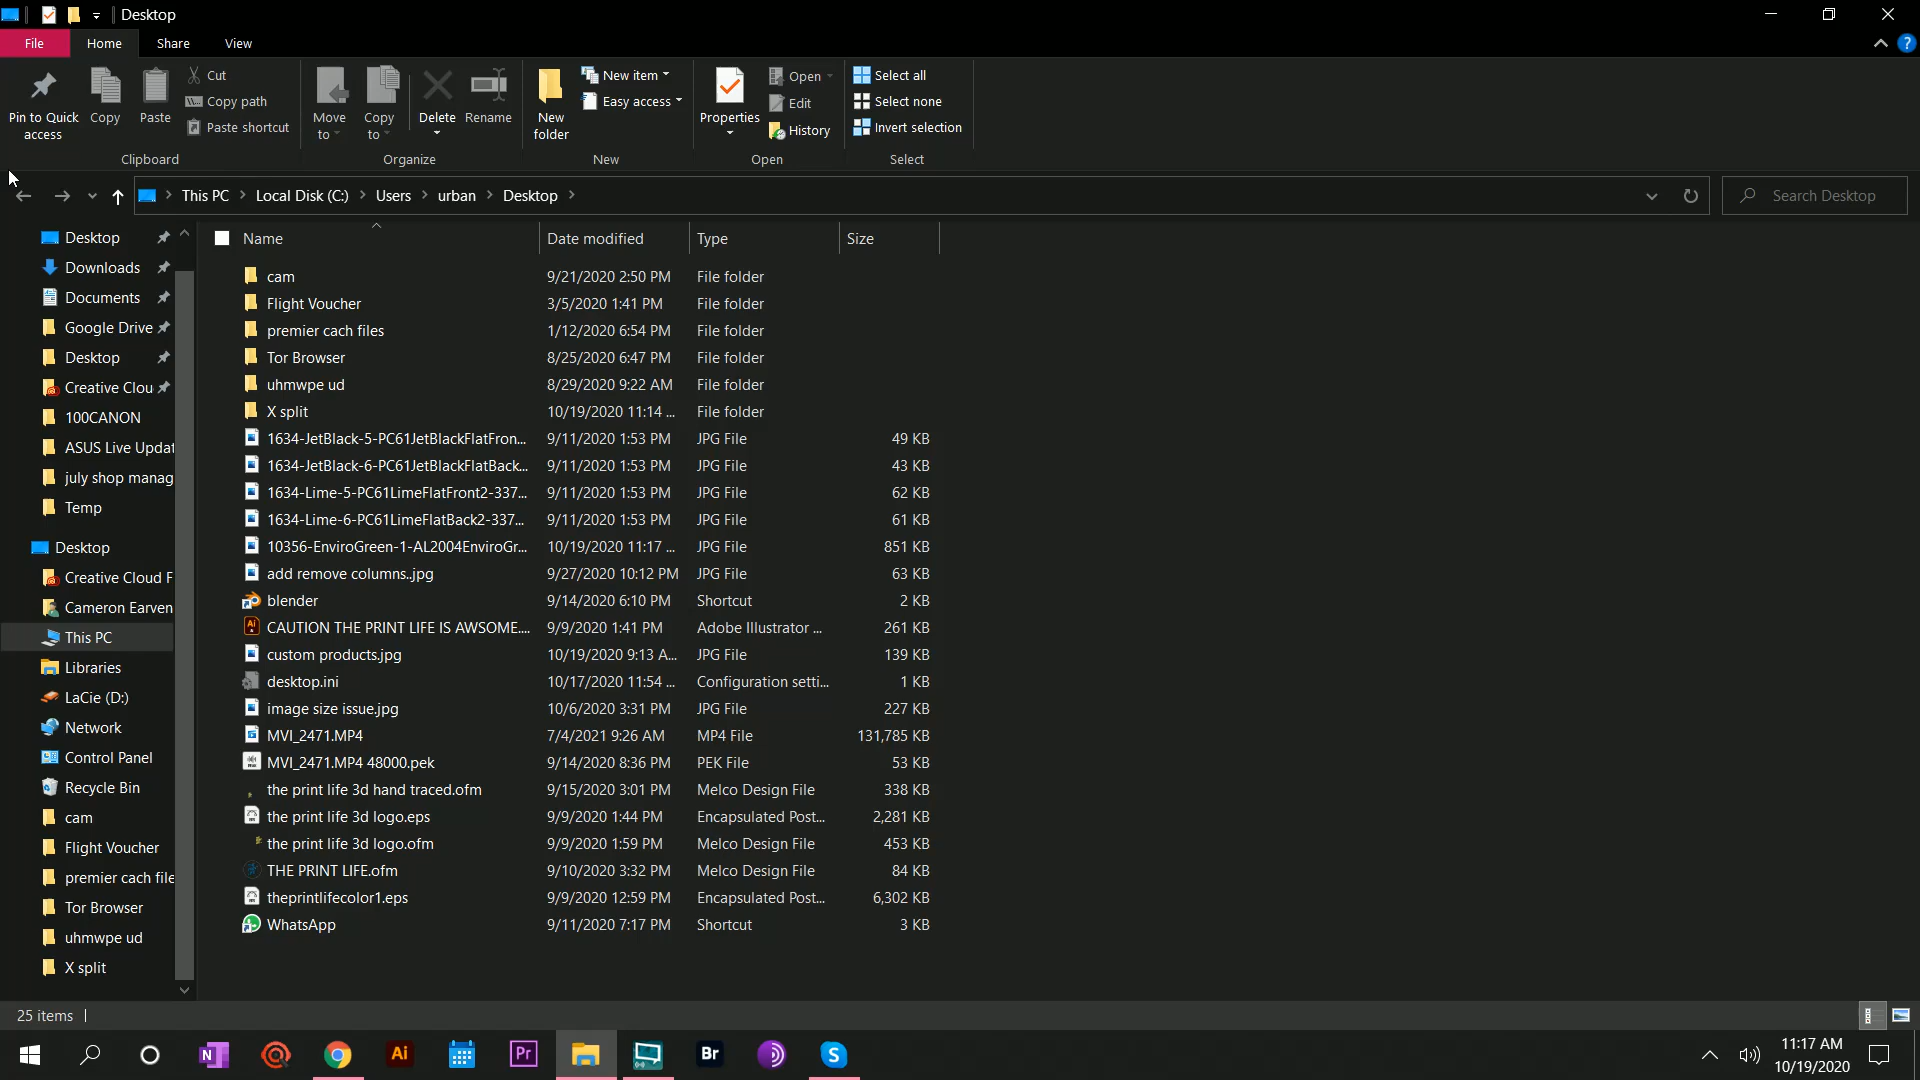 Desktop
File Home Share View
Pin to Quick access
Copy
Paste
Cut
Copy path
Paste shortcut
Move to
Copy to
Delete
Rename
New folder
New item
Easy access
Properties
Open
Edit
History
Select all
Select none
Invert selection
Clipboard Organize New Open Select
This PC Local Disk (C:) Users urban Desktop
Search Desktop
Desktop
Downloads
Documents
Google Drive
Desktop
Creative Clou
100CANON
ASUS Live Updat
july shop manag
Temp
Desktop
Creative Cloud F
Cameron Earven
This PC
Libraries
LaCie (D:)
Network
Control Panel
Recycle Bin
cam
Flight Voucher
premier cach file
Tor Browser
uhmwpe ud
X split
Name Date modified Type Size
cam 9/21/2020 2:50 PM File folder
Flight Voucher 3/5/2020 1:41 PM File folder
premier cach files 1/12/2020 6:54 PM File folder
Tor Browser 8/25/2020 6:47 PM File folder
uhmwpe ud 8/29/2020 9:22 AM File folder
X split 10/19/2020 11:14 ... File folder
1634-JetBlack-5-PC61JetBlackFlatFron... 9/11/2020 1:53 PM JPG File 49 KB
1634-JetBlack-6-PC61JetBlackFlatBack... 9/11/2020 1:53 PM JPG File 43 KB
1634-Lime-5-PC61LimeFlatFront2-337... 9/11/2020 1:53 PM JPG File 62 KB
1634-Lime-6-PC61LimeFlatBack2-337... 9/11/2020 1:53 PM JPG File 61 KB
10356-EnviroGreen-1-AL2004EnviroGr... 10/19/2020 11:17 ... JPG File 851 KB
add remove columns..jpg 9/27/2020 10:12 PM JPG File 63 KB
blender 9/14/2020 6:10 PM Shortcut 2 KB
CAUTION THE PRINT LIFE IS AWSOME.... 9/9/2020 1:41 PM Adobe Illustrator ... 261 KB
custom products.jpg 10/19/2020 9:13 A... JPG File 139 KB
desktop.ini 10/17/2020 11:54 ... Configuration setti... 1 KB
image size issue.jpg 10/6/2020 3:31 PM JPG File 227 KB
MVI_2471.MP4 7/4/2021 9:26 AM MP4 File 131,785 KB
MVI_2471.MP4 48000.pek 9/14/2020 8:36 PM PEK File 53 KB
the print life 3d hand traced.ofm 9/15/2020 3:01 PM Melco Design File 338 KB
the print life 3d logo.eps 9/9/2020 1:44 PM Encapsulated Post... 2,281 KB
the print life 3d logo.ofm 9/9/2020 1:59 PM Melco Design File 453 KB
THE PRINT LIFE.ofm 9/10/2020 3:32 PM Melco Design File 84 KB
theprintlifecolor1.eps 9/9/2020 12:59 PM Encapsulated Post... 6,302 KB
WhatsApp 9/11/2020 7:17 PM Shortcut 3 KB
25 items
N Ai Pr Br S
11:17 AM
10/19/2020